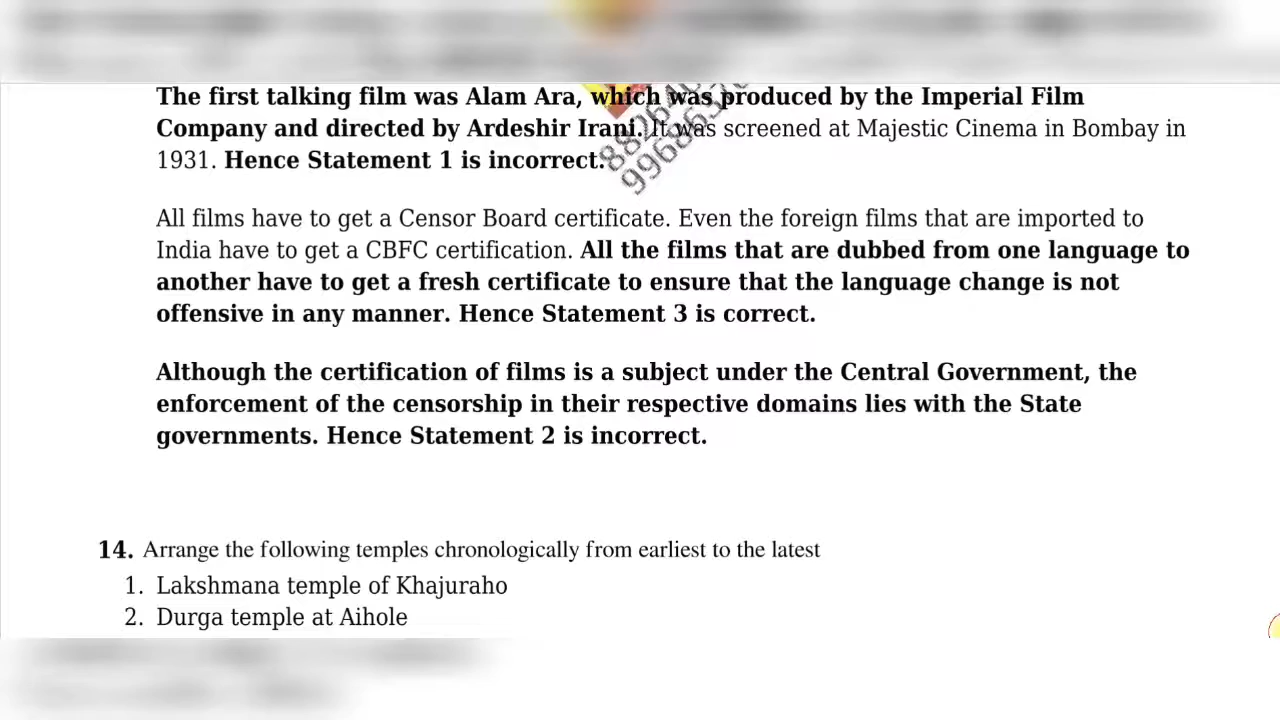 The first talking film was Alam Ara, which was produced by the Imperial Film
Company and directed by Ardeshir Irani. It was screened at Majestic Cinema in Bombay in
1931. Hence Statement 1 is incorrect.
All films have to get a Censor Board certificate. Even the foreign films that are imported to
India have to get a CBFC certification. All the films that are dubbed from one language to
another have to get a fresh certificate to ensure that the language change is not
offensive in any manner. Hence Statement 3 is correct.
Although the certification of films is a subject under the Central Government, the
enforcement of the censorship in their respective domains lies with the State
governments. Hence Statement 2 is incorrect.
14. Arrange the following temples chronologically from earliest to the latest
1. Lakshmana temple of Khajuraho
2. Durga temple at Aihole